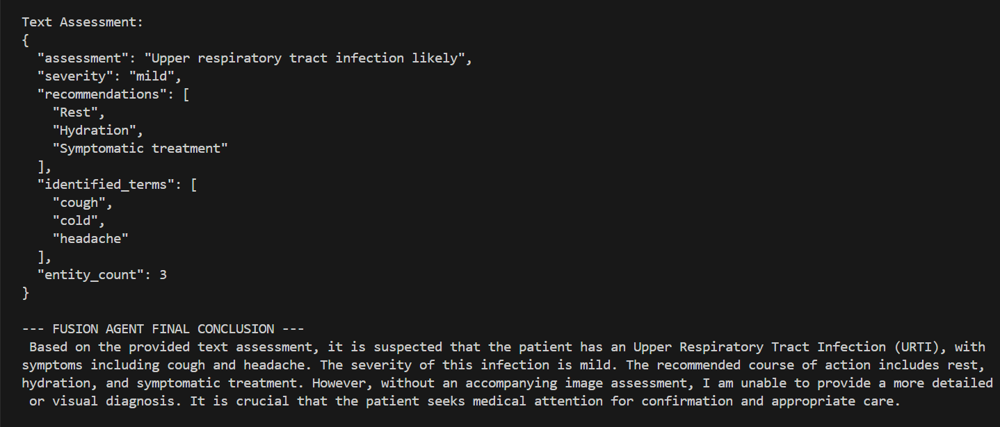 Text Assessment:
{
  "assessment": "Upper respiratory tract infection likely",
  "severity": "mild",
  "recommendations": [
    "Rest",
    "Hydration",
    "Symptomatic treatment"
  ],
  "identified_terms": [
    "cough",
    "cold",
    "headache"
  ],
  "entity_count": 3
}

--- FUSION AGENT FINAL CONCLUSION ---
 Based on the provided text assessment, it is suspected that the patient has an Upper Respiratory Tract Infection (URTI), with
symptoms including cough and headache. The severity of this infection is mild. The recommended course of action includes rest,
hydration, and symptomatic treatment. However, without an accompanying image assessment, I am unable to provide a more detailed
 or visual diagnosis. It is crucial that the patient seeks medical attention for confirmation and appropriate care.